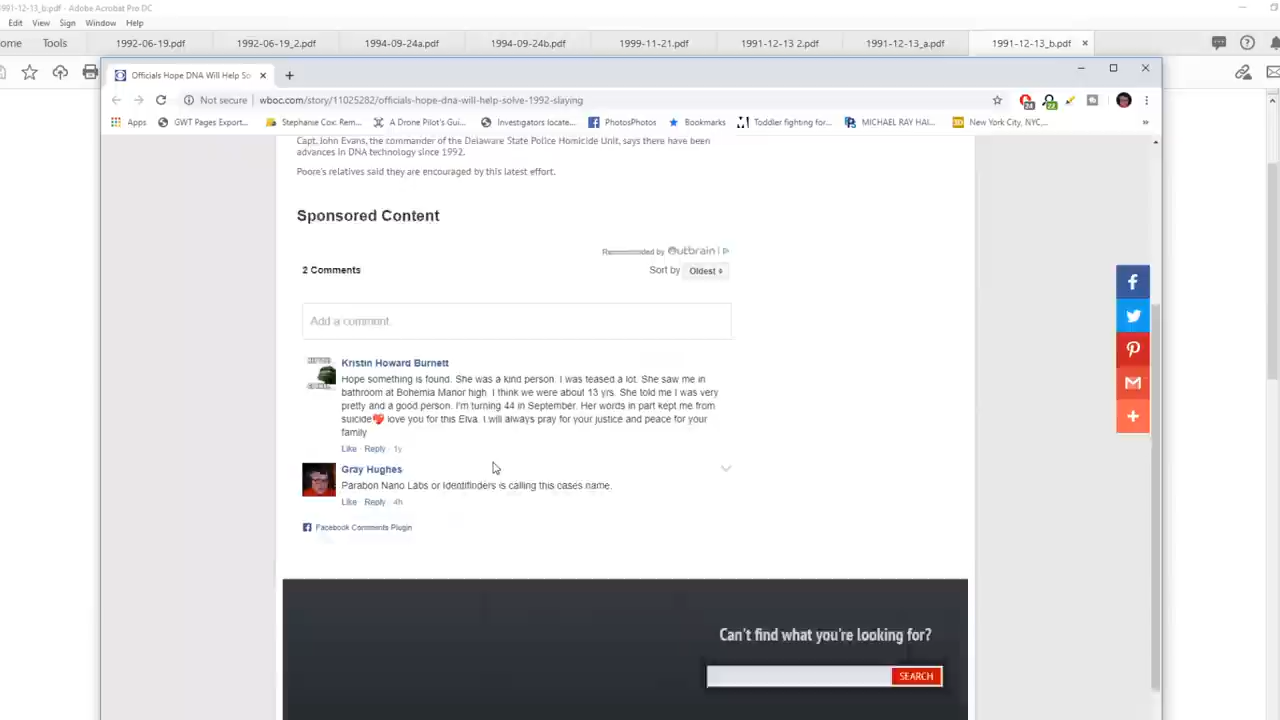 1991-12-13_b.pdf - Adobe Acrobat Pro DC
Edit View Sign Window Help
ome Tools 1992-06-19.pdf 1992-06-19_2.pdf 1994-09-24a.pdf 1994-09-24b.pdf 1999-11-21.pdf 1991-12-13 2.pdf 1991-12-13_a.pdf 1991-12-13_b.pdf ×
Officials Hope DNA Will Help So × +
Not secure | wboc.com/story/11025282/officials-hope-dna-will-help-solve-1992-slaying
Apps GWT Pages Export... Stephanie Cox: Rem... A Drone Pilot's Gui... Investigators locate... PhotosPhotos Bookmarks Toddler fighting for... MICHAEL RAY HAI... New York City, NYC,... »
Capt. John Evans, the commander of the Delaware State Police Homicide Unit, says there have been
advances in DNA technology since 1992.
Poore's relatives said they are encouraged by this latest effort.
Sponsored Content
Recommended by Outbrain
2 Comments Sort by Oldest
Add a comment
Kristin Howard Burnett
Hope something is found. She was a kind person. I was teased a lot. She saw me in
bathroom at Bohemia Manor high. I think we were about 13 yrs. She told me I was very
pretty and a good person. I'm turning 44 in September. Her words in part kept me from
suicide💔 love you for this Elva. I will always pray for your justice and peace for your
family
Like · Reply · 1y
Gray Hughes
Parabon Nano Labs or Identifinders is calling this cases name.
Like · Reply · 4h
Facebook Comments Plugin
Can't find what you're looking for?
SEARCH